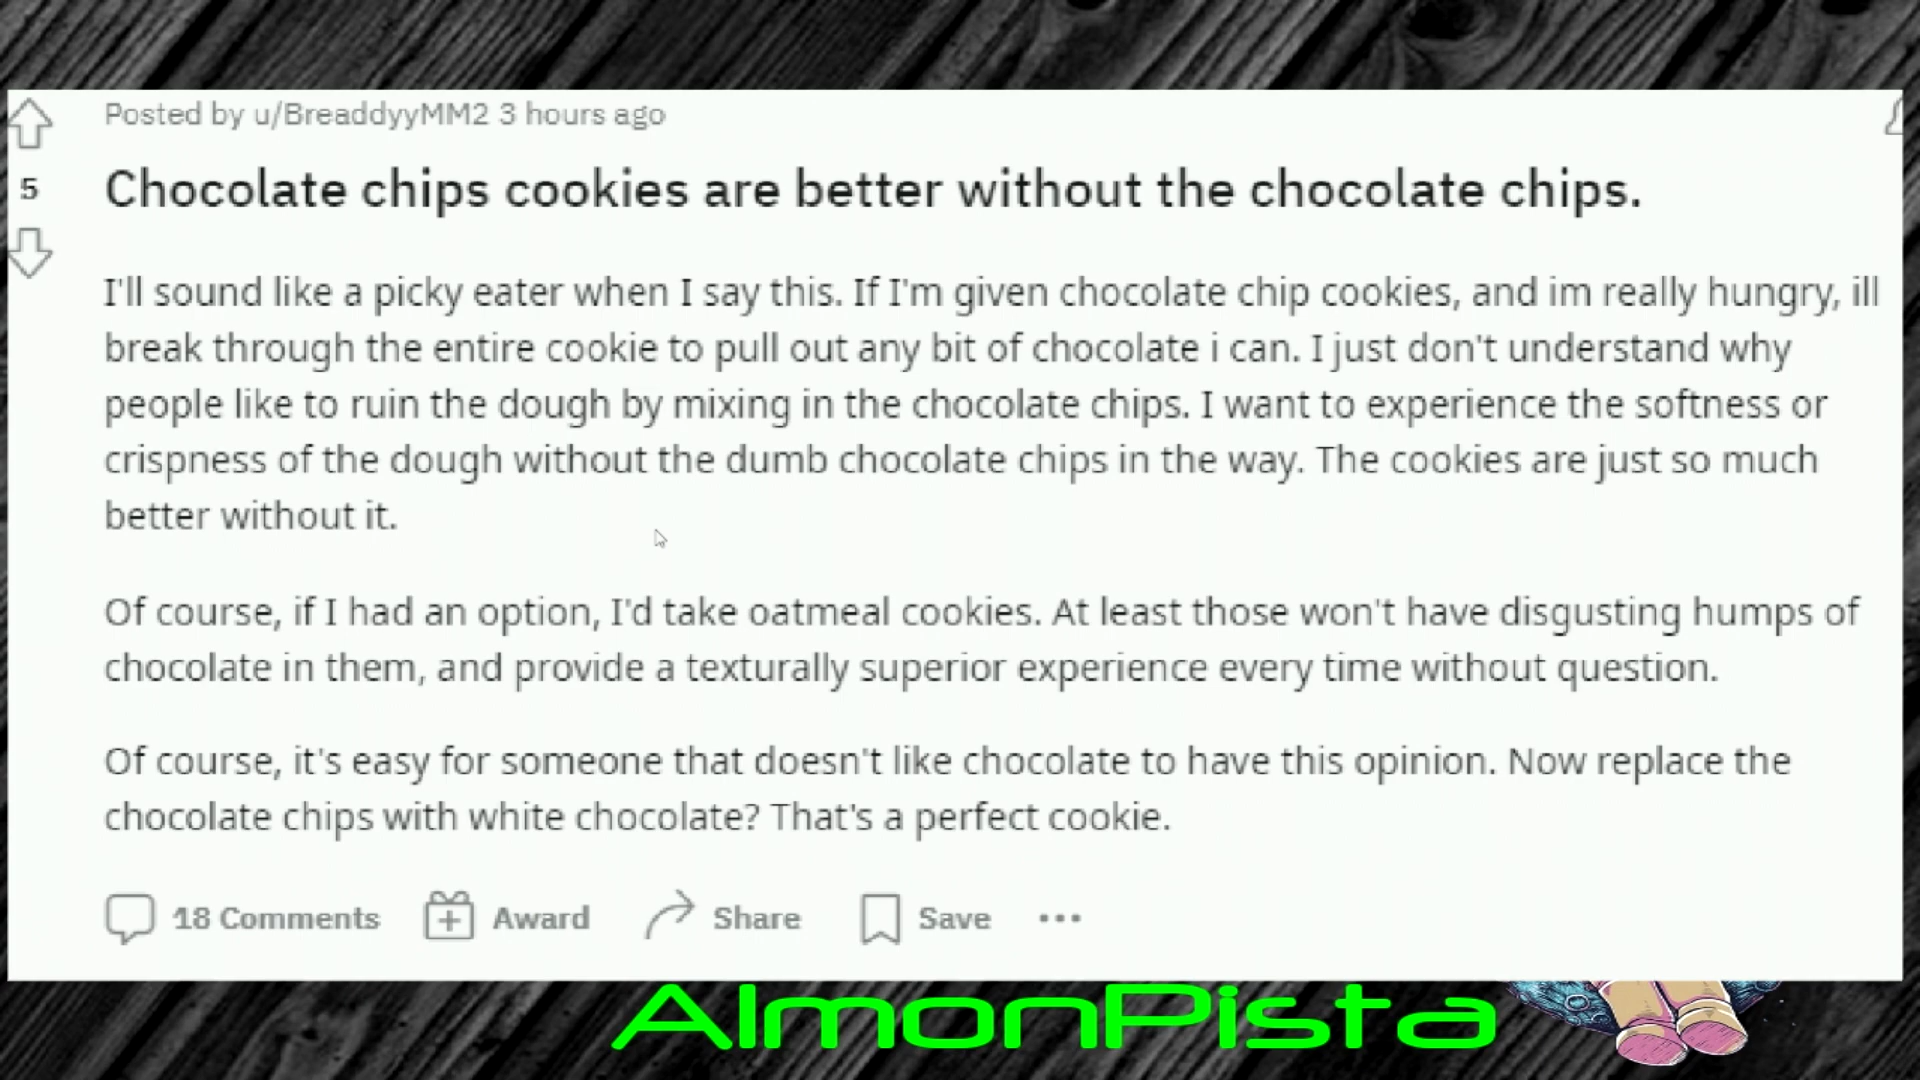 Posted by u/BreaddyyMM2 3 hours ago
5
Chocolate chips cookies are better without the chocolate chips.
I'll sound like a picky eater when I say this. If I'm given chocolate chip cookies, and im really hungry, ill
break through the entire cookie to pull out any bit of chocolate i can. I just don't understand why
people like to ruin the dough by mixing in the chocolate chips. I want to experience the softness or
crispness of the dough without the dumb chocolate chips in the way. The cookies are just so much
better without it.
Of course, if I had an option, I'd take oatmeal cookies. At least those won't have disgusting humps of
chocolate in them, and provide a texturally superior experience every time without question.
Of course, it's easy for someone that doesn't like chocolate to have this opinion. Now replace the
chocolate chips with white chocolate? That's a perfect cookie.
18 Comments Award Share Save
AlmonPista